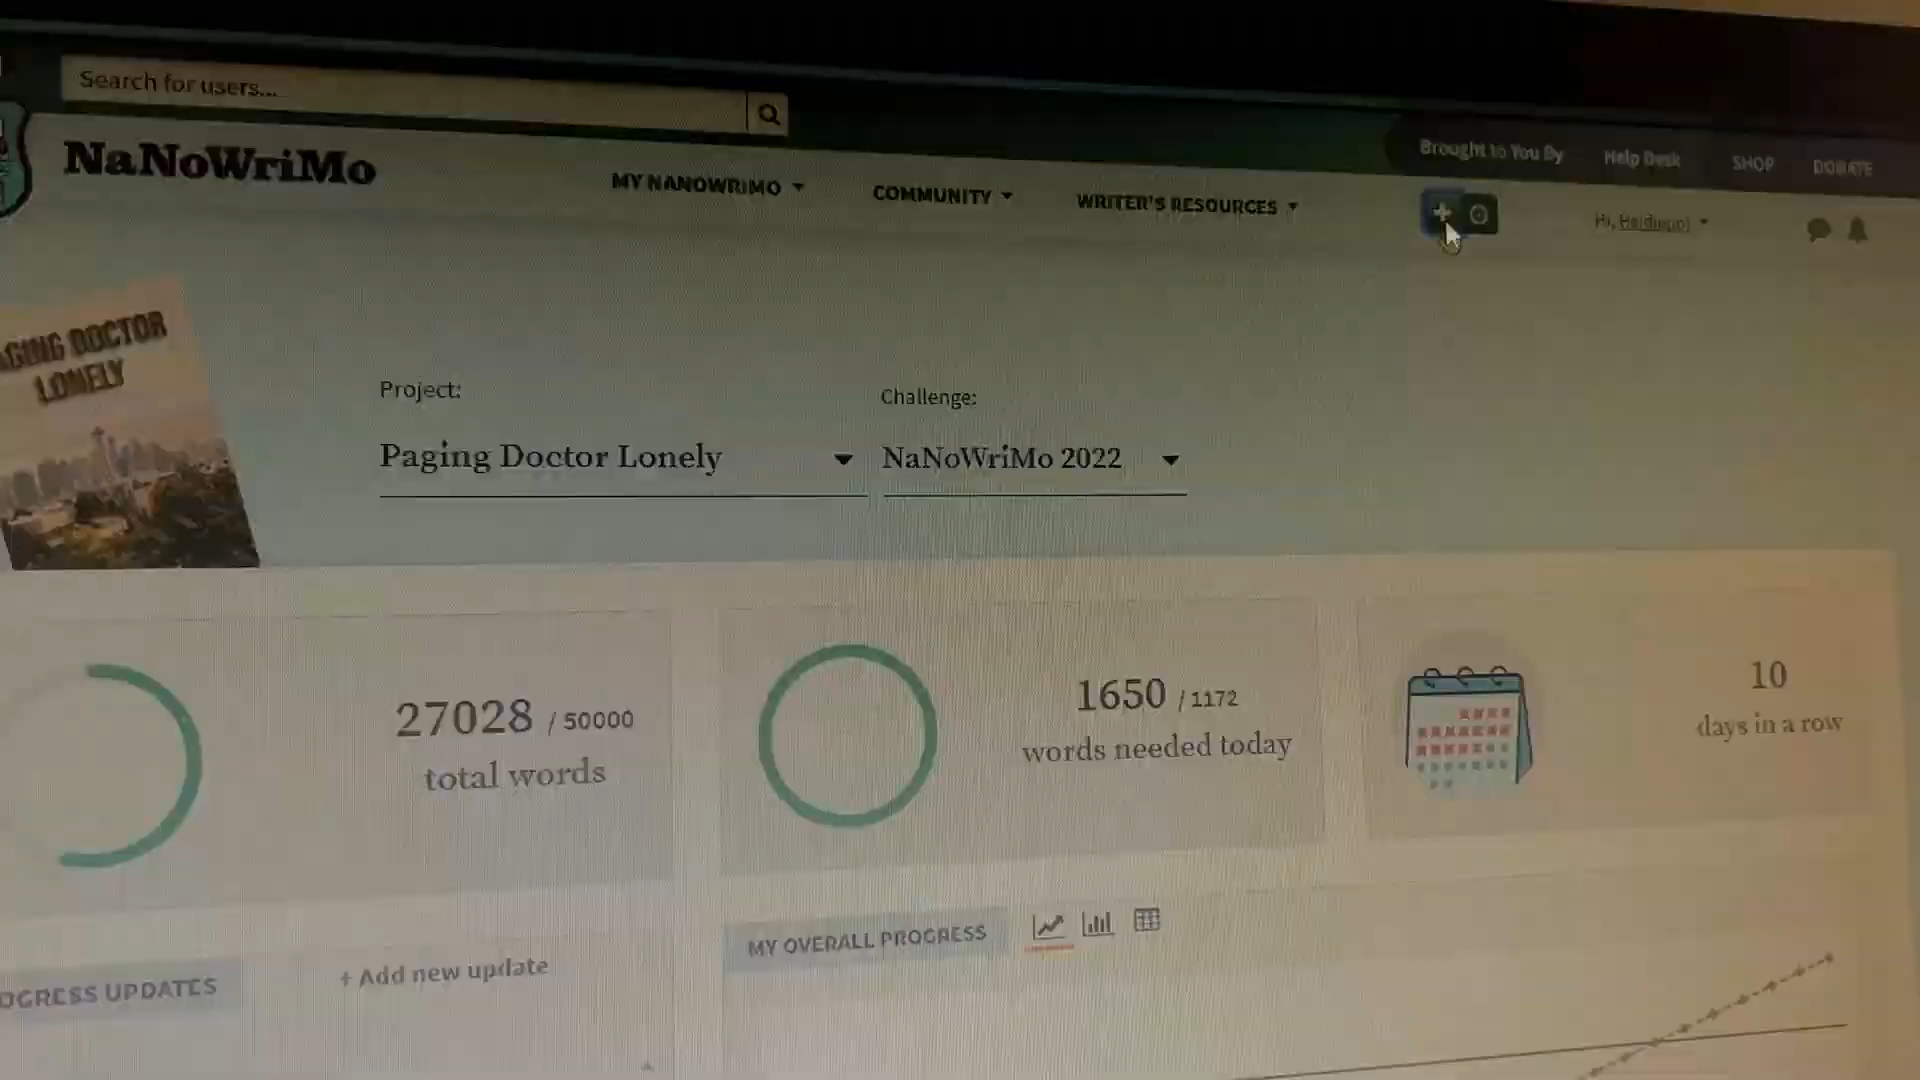 Search for users...
Brought to You By
Help Desk
SHOP
DONATE
NaNoWriMo
MY NANOWRIMO
COMMUNITY
WRITER'S RESOURCES
Hi,
AGING DOCTOR
LONELY
Project:
Challenge:
Paging Doctor Lonely
NaNoWriMo 2022
27028 / 50000
total words
1650 / 1172
words needed today
10
days in a row
OGRESS UPDATES
+ Add new update
MY OVERALL PROGRESS